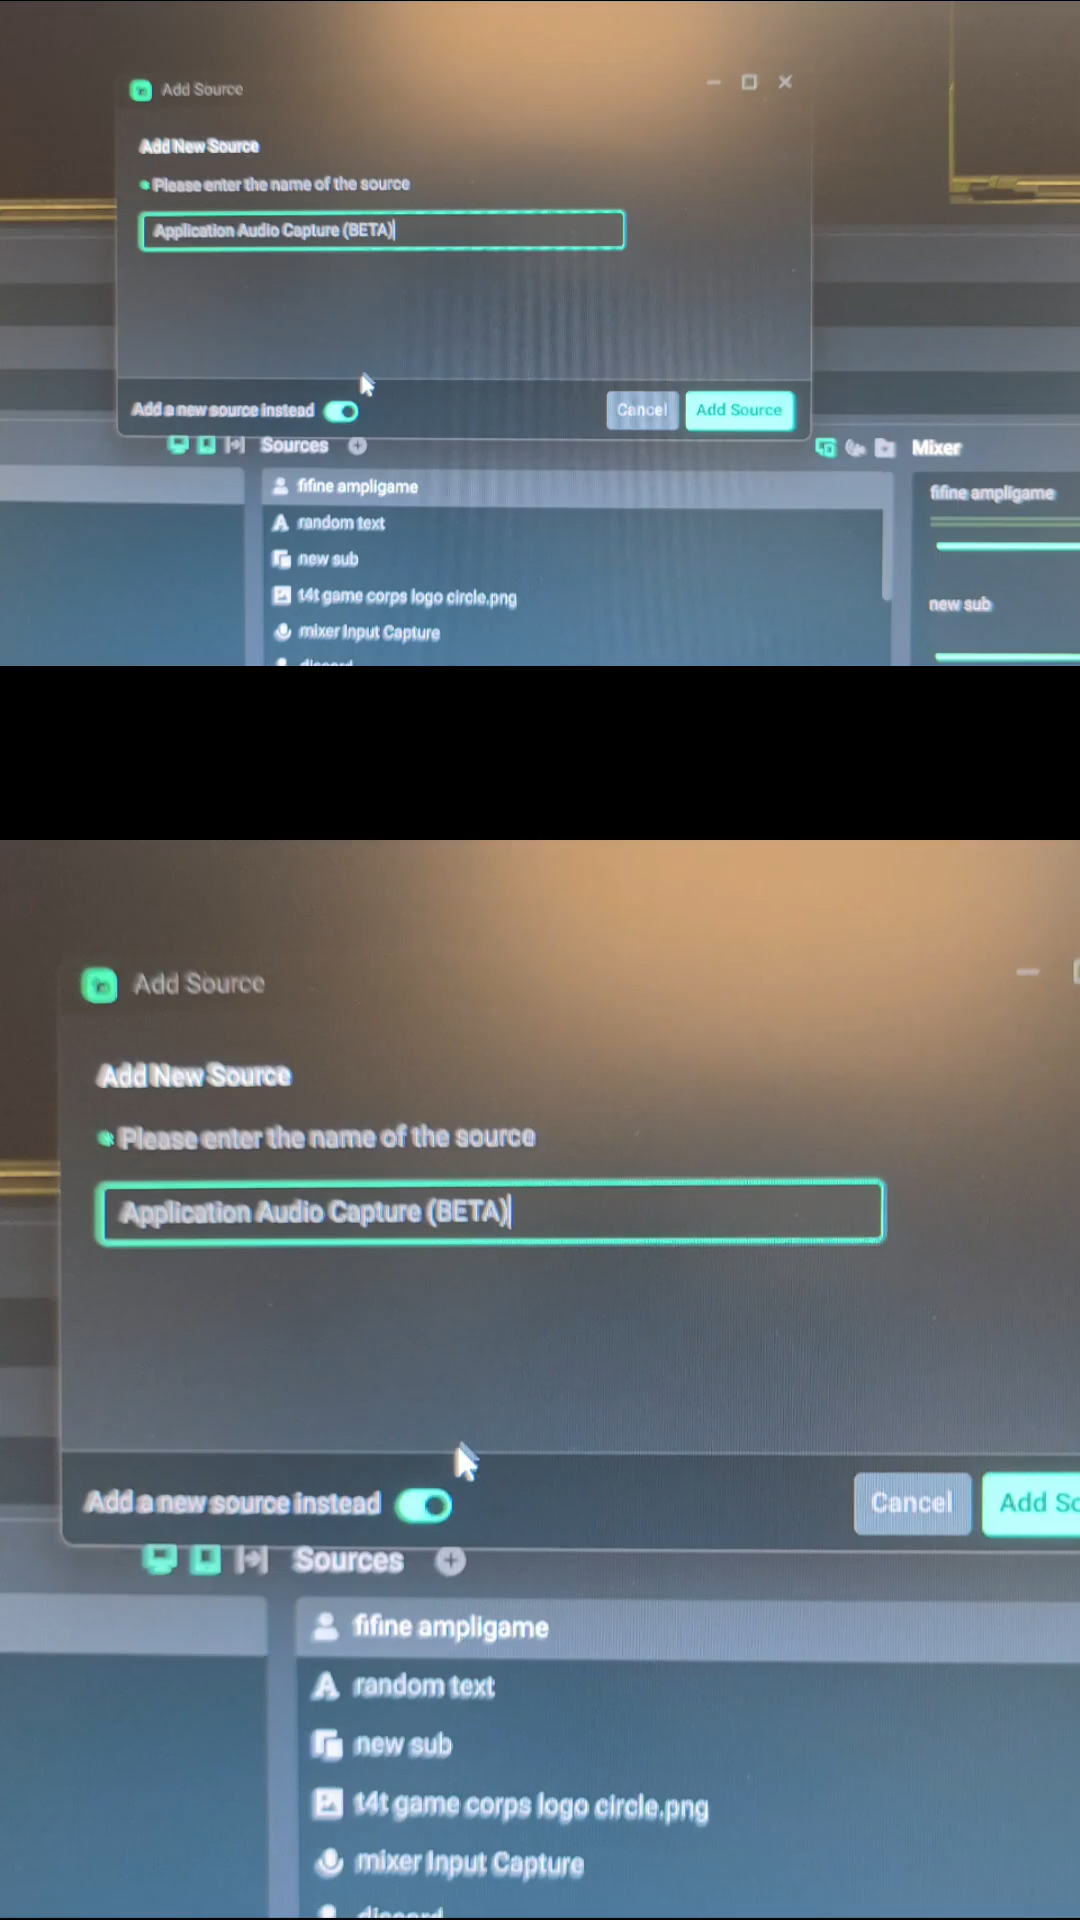 Add Source
Add New Source
* Please enter the name of the source
Application Audio Capture (BETA)
Add a new source instead
Cancel
Add Source
Sources
Mixer
fifine ampligame
fifine ampligame
random text
new sub
t4t game corps logo circle.png
new sub
mixer Input Capture
discord
Add Source
Add New Source
* Please enter the name of the source
Application Audio Capture (BETA)
Add a new source instead
Cancel
Add So
Sources
fifine ampligame
random text
new sub
t4t game corps logo circle.png
mixer Input Capture
discord